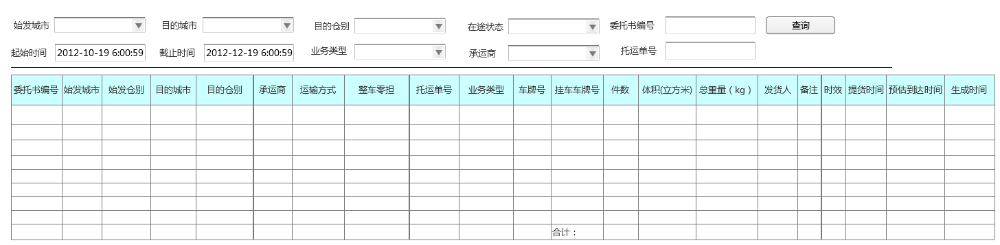 始发城市 目的城市 目的仓别 在途状态 委托书编号 查询
起始时间 2012-10-19 6:00:59 截止时间 2012-12-19 6:00:59 业务类型 承运商 托运单号
委托书编号 始发城市 始发仓别 目的城市 目的仓别 承运商 运输方式 整车零担 托运单号 业务类型 车牌号 挂车车牌号 件数 体积(立方米) 总重量（kg） 发货人 备注 时效 提货时间 预估到达时间 生成时间
合计：